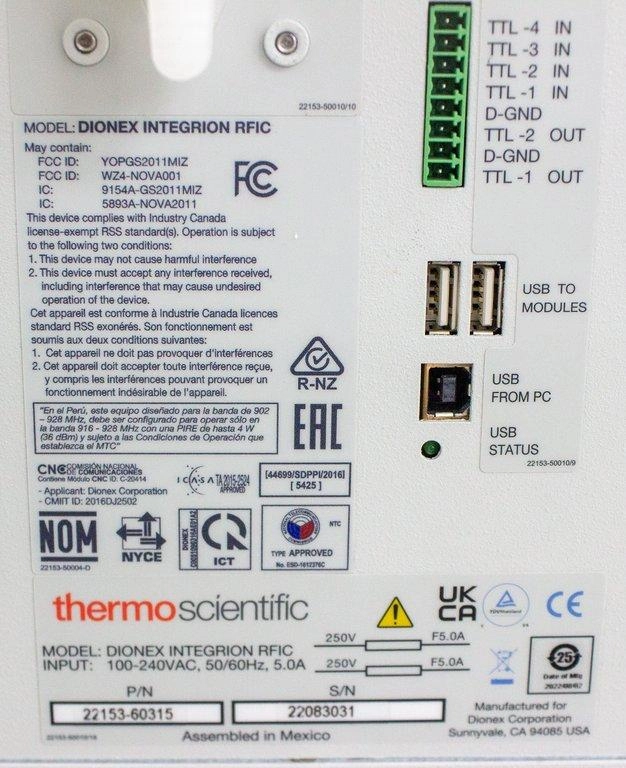 22153-50010/10
MODEL: DIONEX INTEGRION RFIC
May contain:
FCC ID: YOPGS2011MIZ
FCC ID: WZ4-NOVA001
IC: 9154A-GS2011MIZ
IC: 5893A-NOVA2011
FC
This device complies with Industry Canada
license-exempt RSS standard(s). Operation is subject
to the following two conditions:
1. This device may not cause harmful interference
2. This device must accept any interference received,
including interference that may cause undesired
operation of the device.
Cet appareil est conforme à Industrie Canada licences
standard RSS exonérés. Son fonctionnement est
soumis aux deux conditions suivantes:
1. Cet appareil ne doit pas provoquer d'interférences
2. Cet appareil doit accepter toute interférence reçue,
y compris les interférences pouvant provoquer un
fonctionnement indésirable de l'appareil.
R-NZ
"En el Perú, este equipo diseñado para la banda de 902
- 928 MHz, debe ser configurado para operar sólo en
la banda 916 - 928 MHz con una PIRE de hasta 4 W
(36 dBm) y sujeto a las Condiciones de Operación que
establezca el MTC"
EAC
CNC COMISIÓN NACIONAL
DE COMUNICACIONES
Contiene Módulo CNC ID: C-20414
- Applicant: Dionex Corporation
- CMIIT ID: 2016DJ2502
ICASA TA 2015-2524
APPROVED
[44699/SDPPI/2016]
[ 5425 ]
NOM
NYCE
DIONEX
ICT
NTC
TYPE APPROVED
No. ESD-1612376C
22153-50004-D
TTL -4 IN
TTL -3 IN
TTL -2 IN
TTL -1 IN
D-GND
TTL -2 OUT
D-GND
TTL -1 OUT
USB TO
MODULES
USB
FROM PC
USB
STATUS
22153-50010/9
thermo scientific
UK
CA
CE
MODEL: DIONEX INTEGRION RFIC
INPUT: 100-240VAC, 50/60Hz, 5.0A
250V F5.0A
250V F5.0A
25
Date of Mfg
P/N
22153-60315
S/N
22083031
Manufactured for
Dionex Corporation
Sunnyvale, CA 94085 USA
Assembled in Mexico